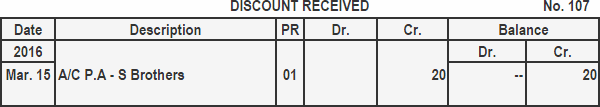 DISCOUNT RECEIVED No. 107
Date Description PR Dr. Cr. Balance
2016 Dr. Cr.
Mar. 15 A/C P.A - S Brothers 01 20 -- 20